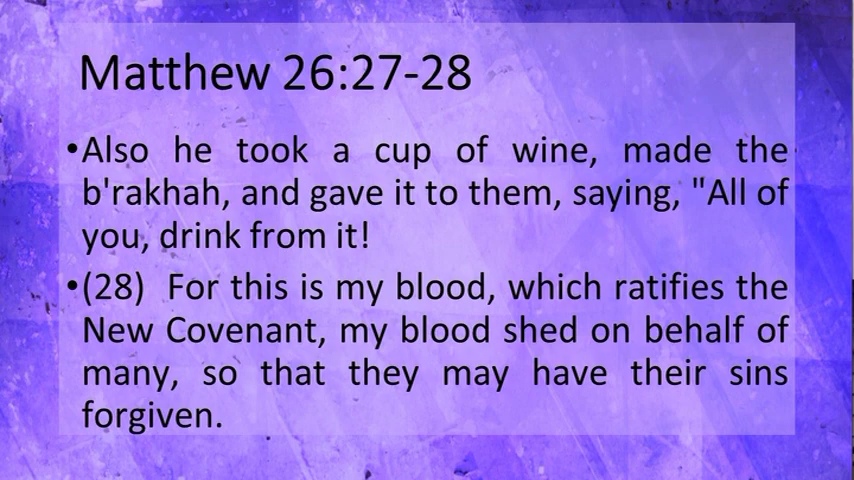 Matthew 26:27-28
•Also he took a cup of wine, made the
b'rakhah, and gave it to them, saying, "All of
you, drink from it!
•(28)  For this is my blood, which ratifies the
New Covenant, my blood shed on behalf of
many, so that they may have their sins
forgiven.